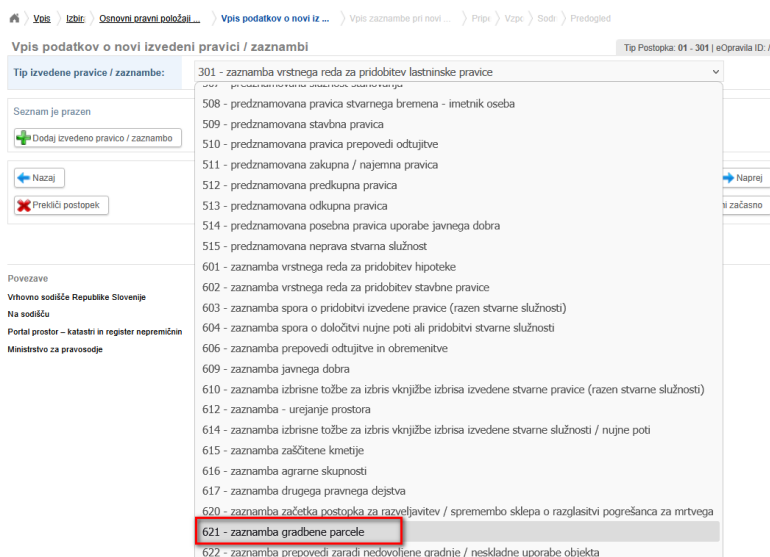 Vpis
Izbira
Osnovni pravni položaji ...
Vpis podatkov o novi iz ...
Vpis zaznambe pri novi ...
Vpis podatkov o novi izvedeni pravici / zaznambi
Tip Postopka: 01 - 301 | eOpravila ID:
Tip izvedene pravice / zaznambe:
301 - zaznamba vrstnega reda za pridobitev lastninske pravice
507 - predznamovana služnost stanovanja
Seznam je prazen
Dodaj izvedeno pravico / zaznambo
Nazaj
Naprej
Prekliči postopek
začasno
508 - predznamovana pravica stvarnega bremena - imetnik oseba
509 - predznamovana stavbna pravica
510 - predznamovana pravica prepovedi odtujitve
511 - predznamovana zakupna / najemna pravica
512 - predznamovana predkupna pravica
513 - predznamovana odkupna pravica
514 - predznamovana posebna pravica uporabe javnega dobra
515 - predznamovana neprava stvarna služnost
601 - zaznamba vrstnega reda za pridobitev hipoteke
602 - zaznamba vrstnega reda za pridobitev stavbne pravice
603 - zaznamba spora o pridobitvi izvedene pravice (razen stvarne služnosti)
604 - zaznamba spora o določitvi nujne poti ali pridobitvi stvarne služnosti
606 - zaznamba prepovedi odtujitve in obremenitve
609 - zaznamba javnega dobra
610 - zaznamba izbrisne tožbe za izbris vknjižbe izbrisa izvedene stvarne pravice (razen stvarne služnosti)
612 - zaznamba - urejanje prostora
614 - zaznamba izbrisne tožbe za izbris vknjižbe izbrisa izvedene stvarne služnosti / nujne poti
615 - zaznamba zaščitene kmetije
616 - zaznamba agrarne skupnosti
617 - zaznamba drugega pravnega dejstva
620 - zaznamba začetka postopka za razveljavitev / spremembo sklepa o razglasitvi pogrešanca za mrtvega
621 - zaznamba gradbene parcele
622 - zaznamba prepovedi zaradi nedovoljene gradnje / neskladne uporabe objekta
Povezave
Vrhovno sodišče Republike Slovenije
Na sodišču
Portal prostor – katastri in register nepremičnin
Ministrstvo za pravosodje
Predogled